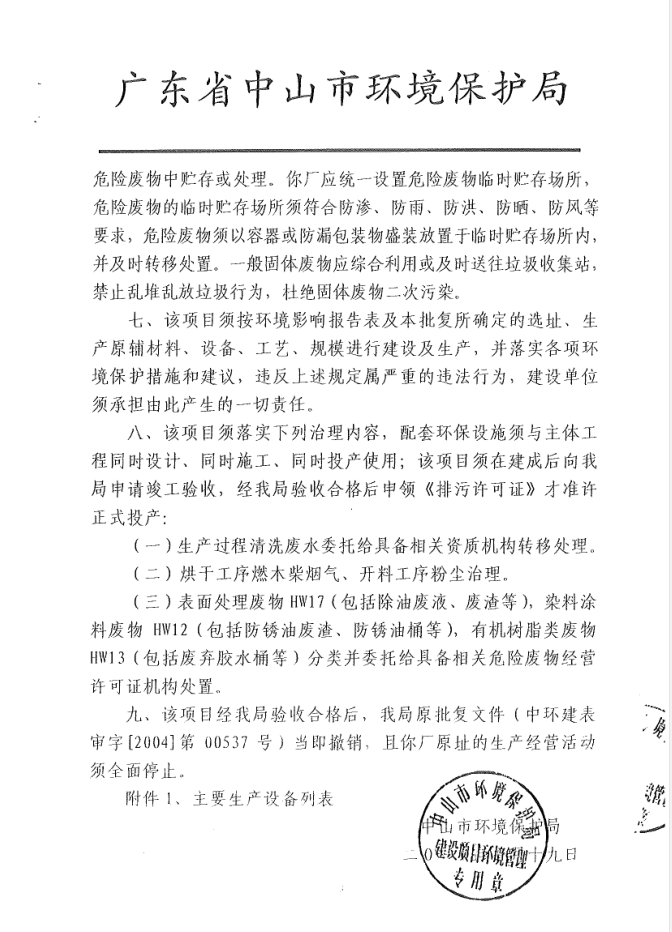 广东省中山市环境保护局
危险废物中贮存或处理。你厂应统一设置危险废物临时贮存场所，
危险废物的临时贮存场所须符合防渗、防雨、防洪、防晒、防风等
要求，危险废物须以容器或防漏包装物盛装放置于临时贮存场所内，
并及时转移处置。一般固体废物应综合利用或及时送往垃圾收集站，
禁止乱堆乱放垃圾行为，杜绝固体废物二次污染。
七、该项目须按环境影响报告表及本批复所确定的选址、生
产原辅材料、设备、工艺、规模进行建设及生产，并落实各项环
境保护措施和建议，违反上述规定属严重的违法行为，建设单位
须承担由此产生的一切责任。
八、该项目须落实下列治理内容，配套环保设施须与主体工
程同时设计、同时施工、同时投产使用；该项目须在建成后向我
局申请竣工验收，经我局验收合格后申领《排污许可证》才准许
正式投产：
（一）生产过程清洗废水委托给具备相关资质机构转移处理。
（二）烘干工序燃木柴烟气、开料工序粉尘治理。
（三）表面处理废物 HW17（包括除油废液、废渣等），染料涂
料废物 HW12（包括防锈油废渣、防锈油桶等），有机树脂类废物
HW13（包括废弃胶水桶等）分类并委托给具备相关危险废物经营
许可证机构处置。
九、该项目经我局验收合格后，我局原批复文件（中环建表
审字[2004]第 00537 号）当即撤销，且你厂原址的生产经营活动
须全面停止。
附件 1、主要生产设备列表
中山市环境保护局
二0 十九日
中山市环境保护局
建设项目环境管理
专用章